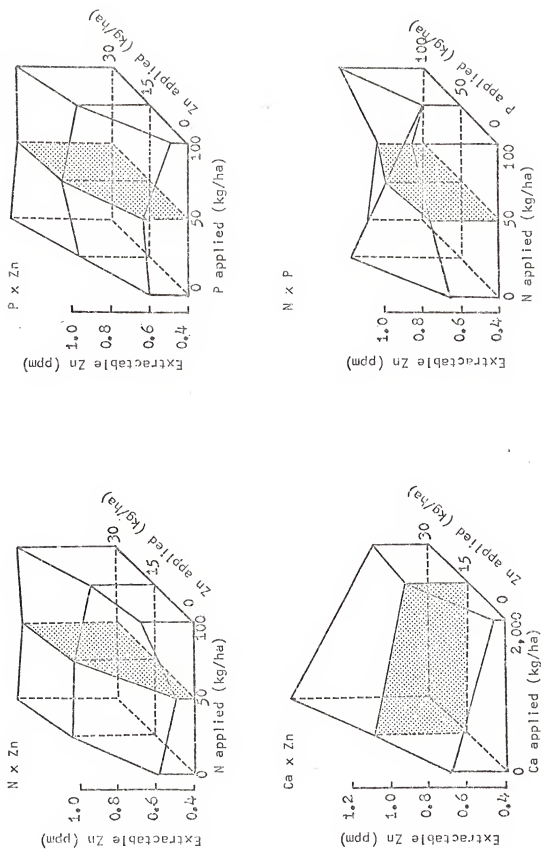 P x Zn
Extractable Zn (ppm)
1.0
0.8
0.6
0.4
0
50
100
P applied (kg/ha)
0
15
30
Zn applied (kg/ha)
N x P
Extractable Zn (ppm)
1.0
0.8
0.6
0.4
0
50
100
N applied (kg/ha)
0
50
100
P applied (kg/ha)
N x Zn
Extractable Zn (ppm)
1.0
0.8
0.6
0.4
0
50
100
N applied (kg/ha)
0
15
30
Zn applied (kg/ha)
Ca x Zn
Extractable Zn (ppm)
1.2
1.0
0.8
0.6
0.4
0
2,000
Ca applied (kg/ha)
0
15
30
Zn applied (kg/ha)